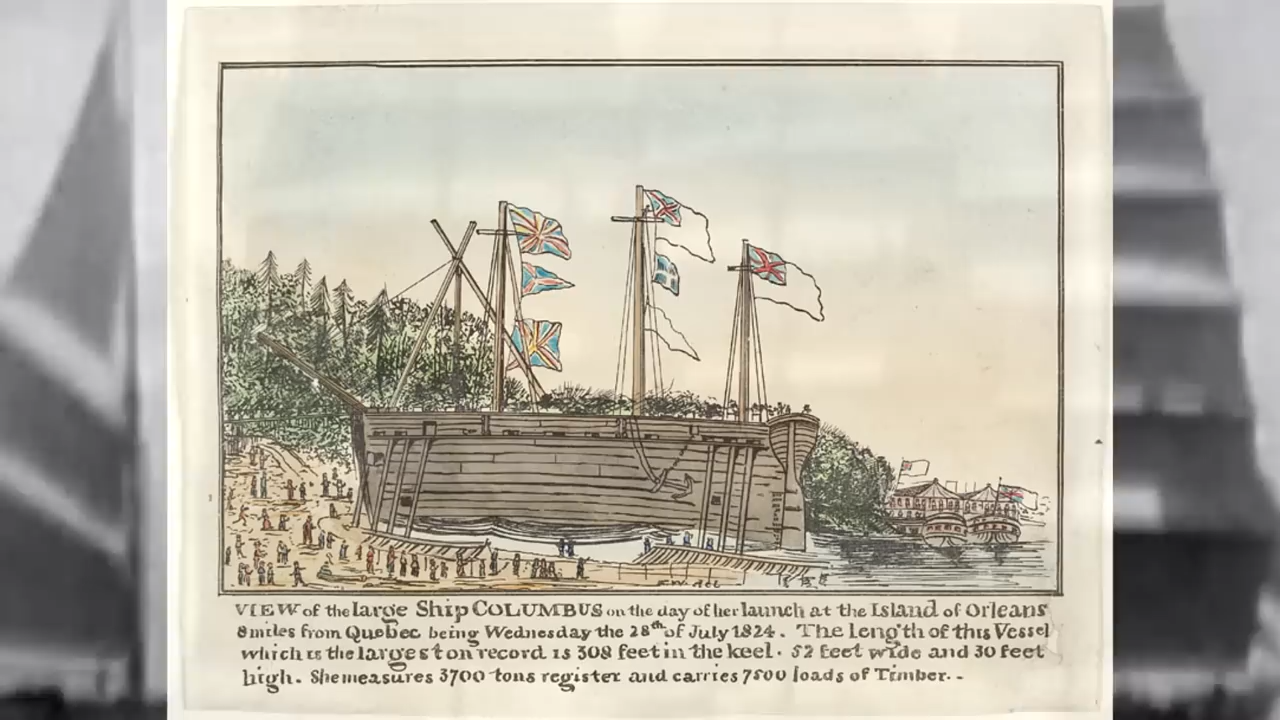 VIEW of the large Ship COLUMBUS on the day of her launch at the Island of Orleans
8 miles from Quebec being Wednesday the 28th of July 1824. The length of this Vessel
which is the largest on record is 308 feet in the keel. 52 feet wide and 30 feet
high. She measures 3700 tons register and carries 7500 loads of Timber.-